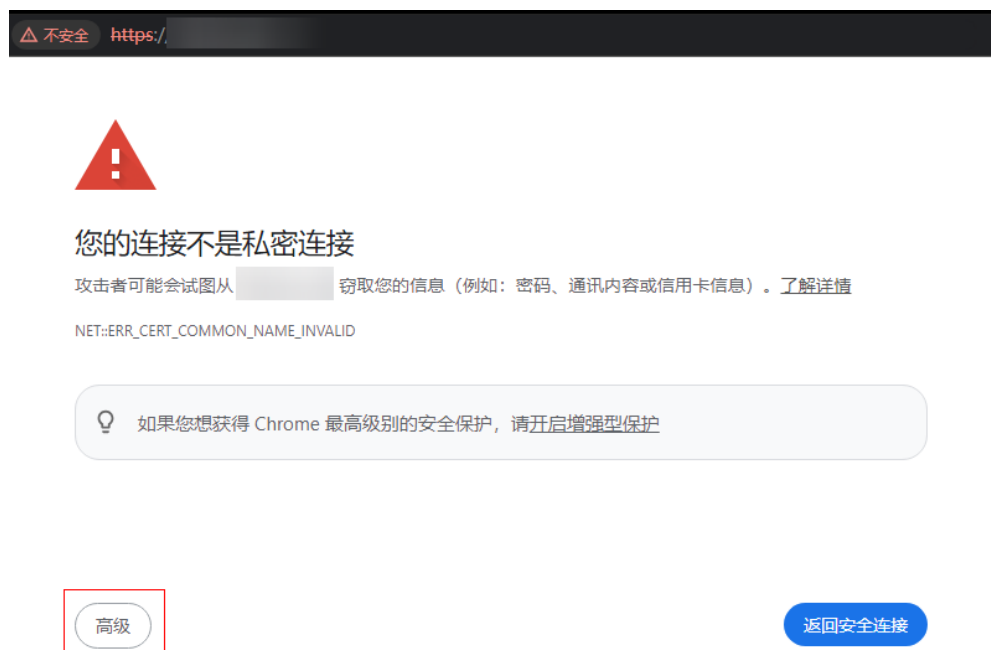 不安全 https:/
您的连接不是私密连接
攻击者可能会试图从 窃取您的信息（例如：密码、通讯内容或信用卡信息）。了解详情
NET::ERR_CERT_COMMON_NAME_INVALID
如果您想获得 Chrome 最高级别的安全保护，请开启增强型保护
高级 返回安全连接